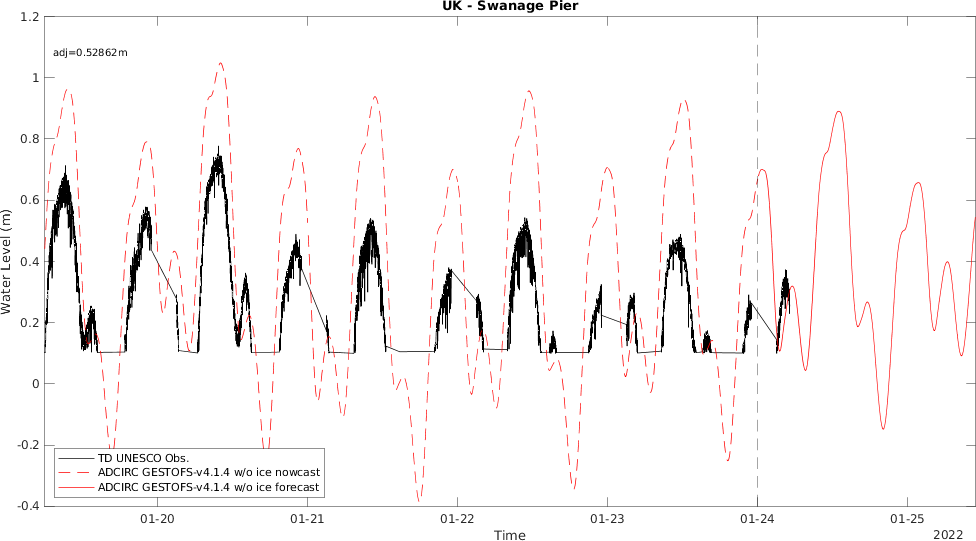 UK - Swanage Pier
adj=0.52862m
Water Level (m)
1.2
1
0.8
0.6
0.4
0.2
0
-0.2
-0.4
TD UNESCO Obs.
ADCIRC GESTOFS-v4.1.4 w/o ice nowcast
ADCIRC GESTOFS-v4.1.4 w/o ice forecast
01-20 01-21 01-22 01-23 01-24 01-25
Time
2022